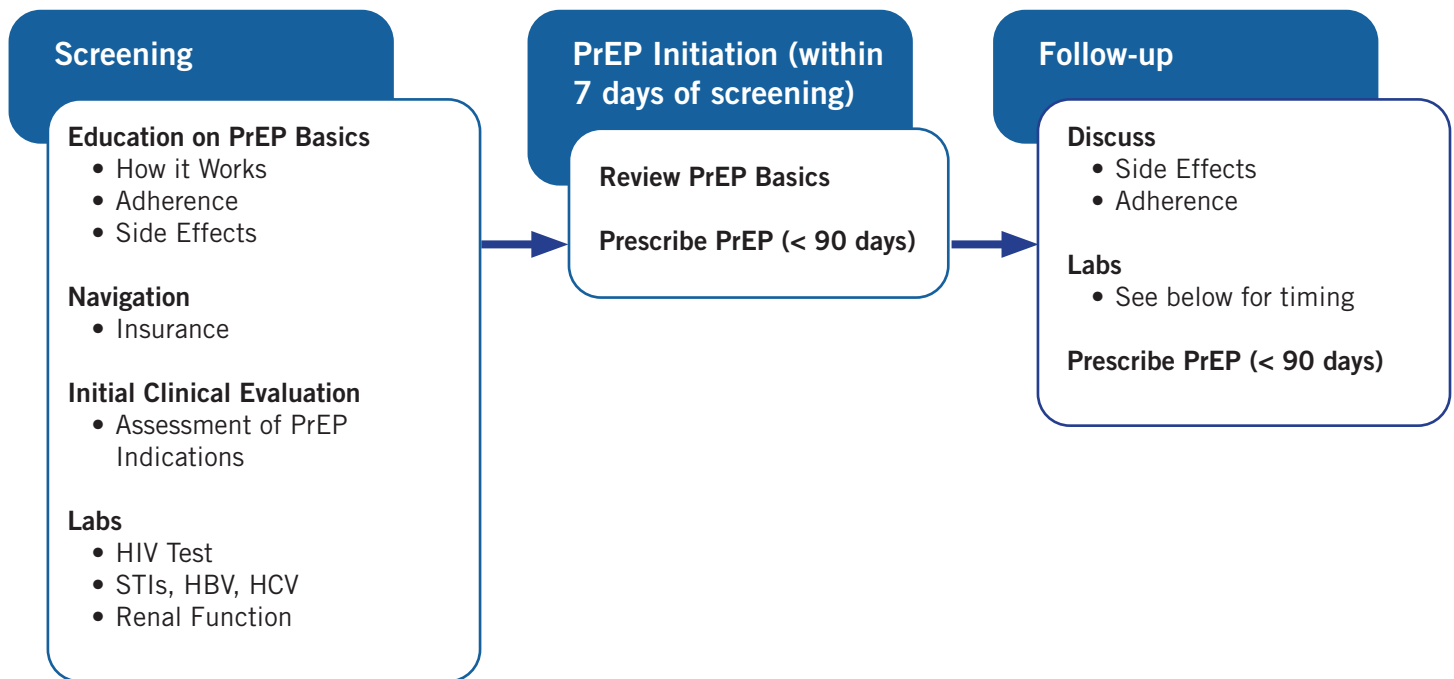 Screening
Education on PrEP Basics
• How it Works
• Adherence
• Side Effects
Navigation
• Insurance
Initial Clinical Evaluation
• Assessment of PrEP
Indications
Labs
• HIV Test
• STIs, HBV, HCV
• Renal Function
PrEP Initiation (within
7 days of screening)
Review PrEP Basics
Prescribe PrEP (< 90 days)
Follow-up
Discuss
• Side Effects
• Adherence
Labs
• See below for timing
Prescribe PrEP (< 90 days)